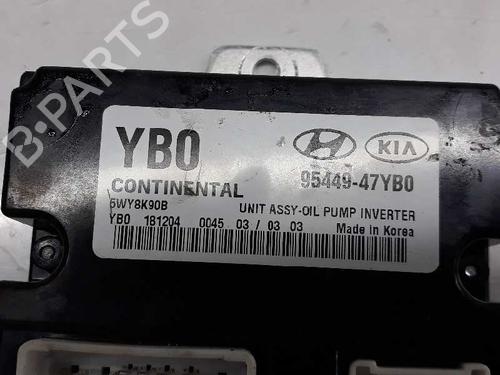 B-PARTS
YB0
HYUNDAI KIA
CONTINENTAL 95449-47YB0
5WY8K90B UNIT ASSY-OIL PUMP INVERTER
YB0 181204 0045 03 / 03 03 Made in Korea